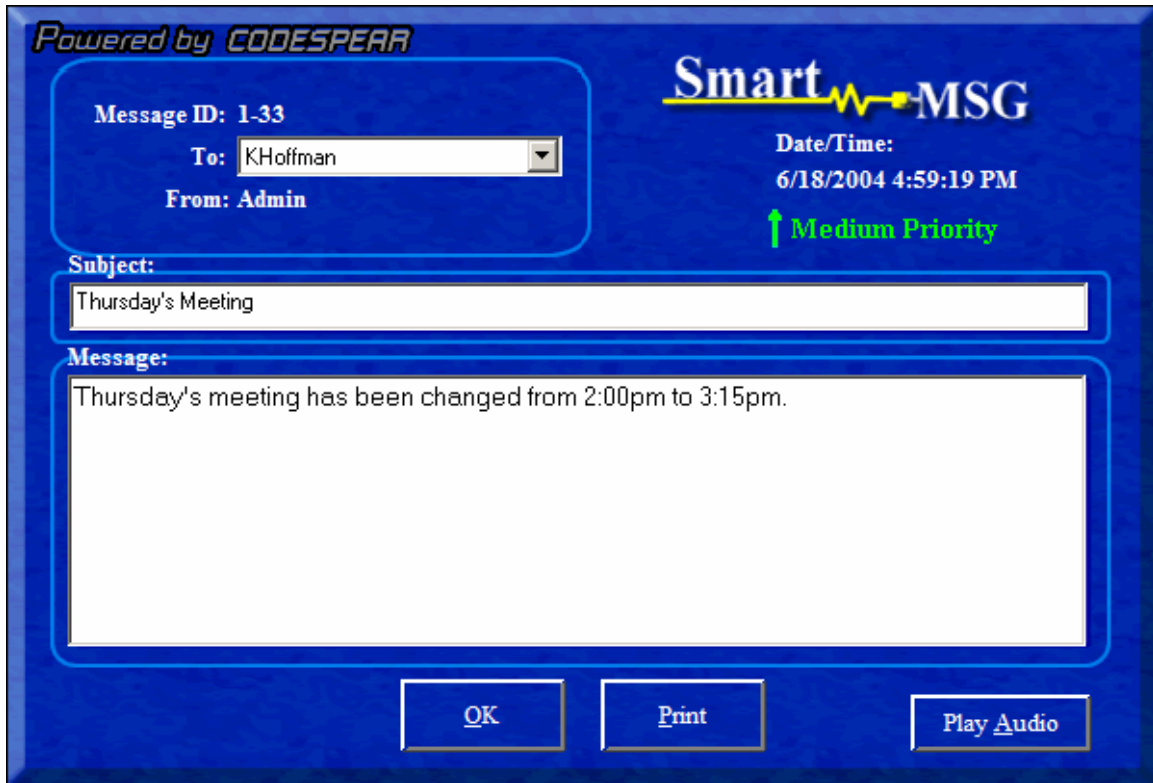 Powered by CODESPEAR
Smart MSG
Message ID: 1-33
To: KHoffman
From: Admin
Date/Time:
6/18/2004 4:59:19 PM
Medium Priority
Subject:
Thursday's Meeting
Message:
Thursday's meeting has been changed from 2:00pm to 3:15pm.
OK
Print
Play Audio